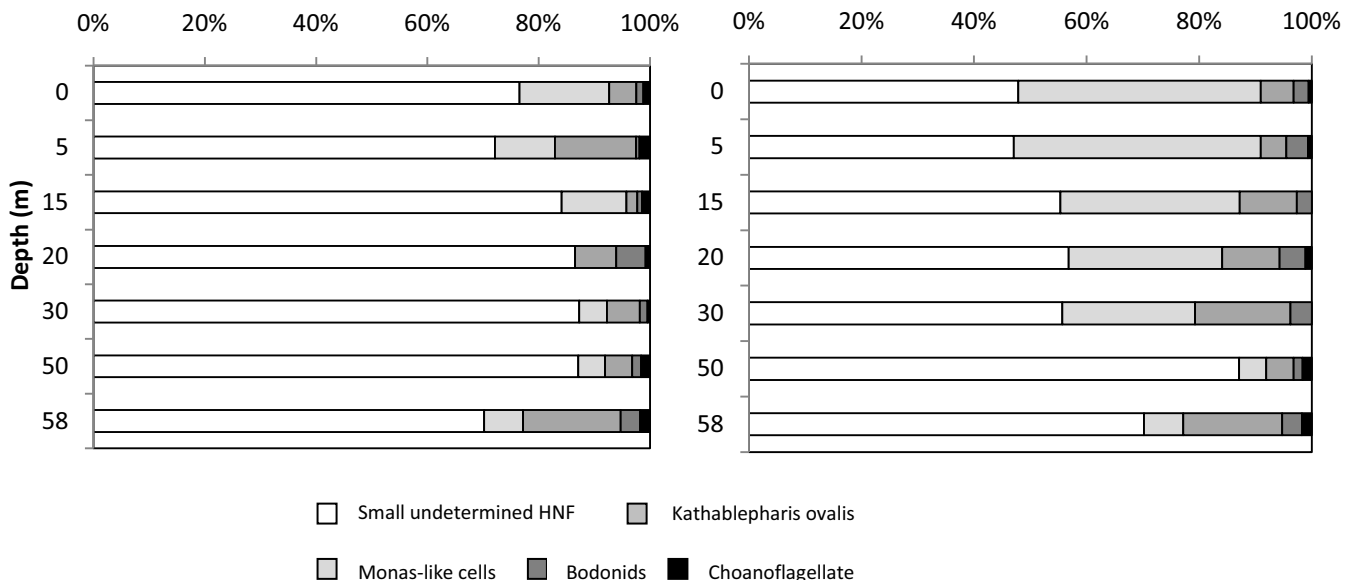 0% 20% 40% 60% 80% 100%
0% 20% 40% 60% 80% 100%
Depth (m)
0
5
15
20
30
50
58
0
5
15
20
30
50
58
Small undetermined HNF
Kathablepharis ovalis
Monas-like cells
Bodonids
Choanoflagellate